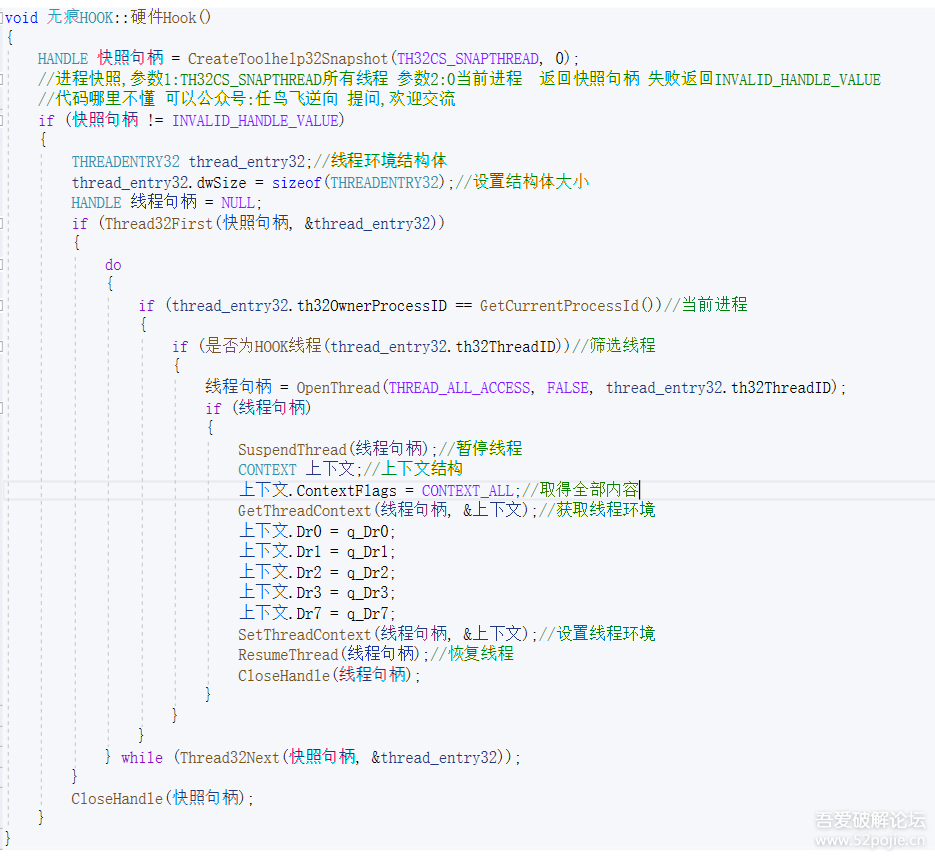 void 无痕HOOK::硬件Hook()
{
HANDLE 快照句柄 = CreateToolhelp32Snapshot(TH32CS_SNAPTHREAD, 0);
//进程快照,参数1:TH32CS_SNAPTHREAD所有线程 参数2:0当前进程  返回快照句柄 失败返回INVALID_HANDLE_VALUE
//代码哪里不懂 可以公众号:任鸟飞逆向 提问,欢迎交流
if (快照句柄 != INVALID_HANDLE_VALUE)
{
THREADENTRY32 thread_entry32;//线程环境结构体
thread_entry32.dwSize = sizeof(THREADENTRY32);//设置结构体大小
HANDLE 线程句柄 = NULL;
if (Thread32First(快照句柄, &thread_entry32))
{
do
{
if (thread_entry32.th32OwnerProcessID == GetCurrentProcessId())//当前进程
{
if (是否为HOOK线程(thread_entry32.th32ThreadID))//筛选线程
{
线程句柄 = OpenThread(THREAD_ALL_ACCESS, FALSE, thread_entry32.th32ThreadID);
if (线程句柄)
{
SuspendThread(线程句柄);//暂停线程
CONTEXT 上下文;//上下文结构
上下文.ContextFlags = CONTEXT_ALL;//取得全部内容
GetThreadContext(线程句柄, &上下文);//获取线程环境
上下文.Dr0 = q_Dr0;
上下文.Dr1 = q_Dr1;
上下文.Dr2 = q_Dr2;
上下文.Dr3 = q_Dr3;
上下文.Dr7 = q_Dr7;
SetThreadContext(线程句柄, &上下文);//设置线程环境
ResumeThread(线程句柄);//恢复线程
CloseHandle(线程句柄);
}
}
}
} while (Thread32Next(快照句柄, &thread_entry32));
}
CloseHandle(快照句柄);
}
}
吾爱破解论坛
www.52pojie.cn